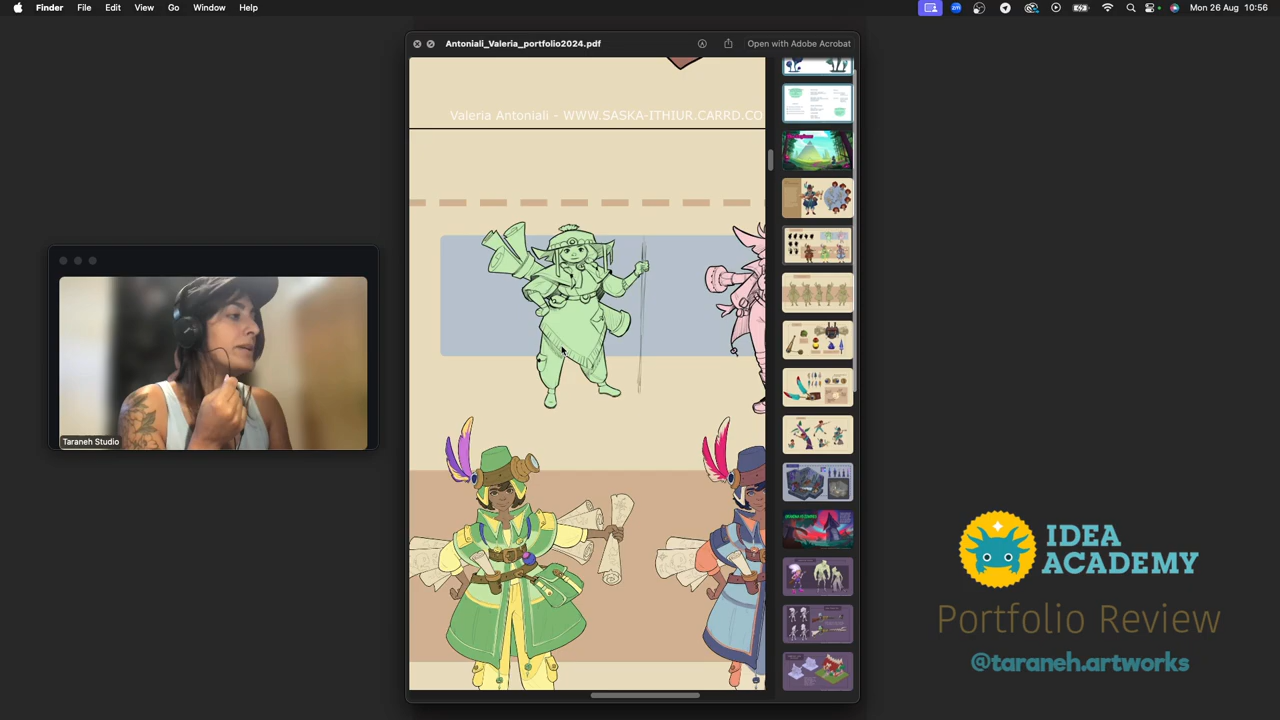 Finder File Edit View Go Window Help
Mon 26 Aug 10:56
Antoniali_Valeria_portfolio2024.pdf
Open with Adobe Acrobat
Valeria Antoniali - WWW.SASKA-ITHIUR.CARRD.CO
Taraneh Studio
IDEA
ACADEMY
Portfolio Review
@taraneh.artworks